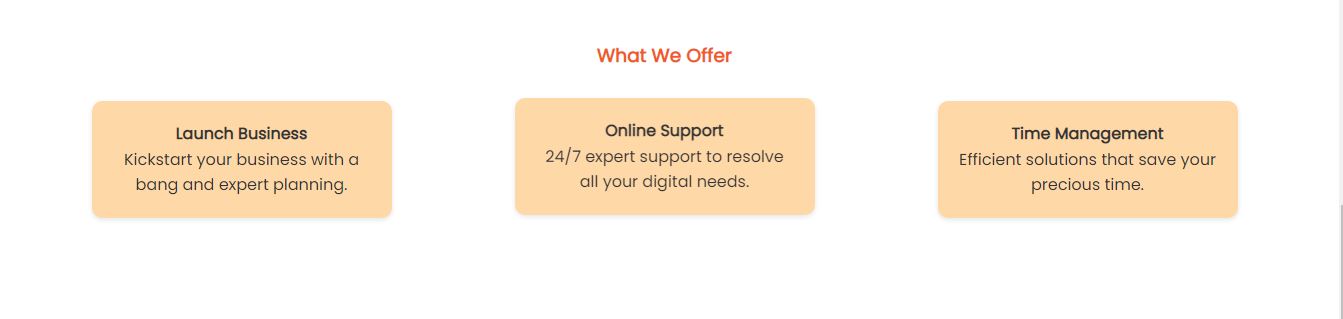 What We Offer
Launch Business
Kickstart your business with a
bang and expert planning.
Online Support
24/7 expert support to resolve
all your digital needs.
Time Management
Efficient solutions that save your
precious time.